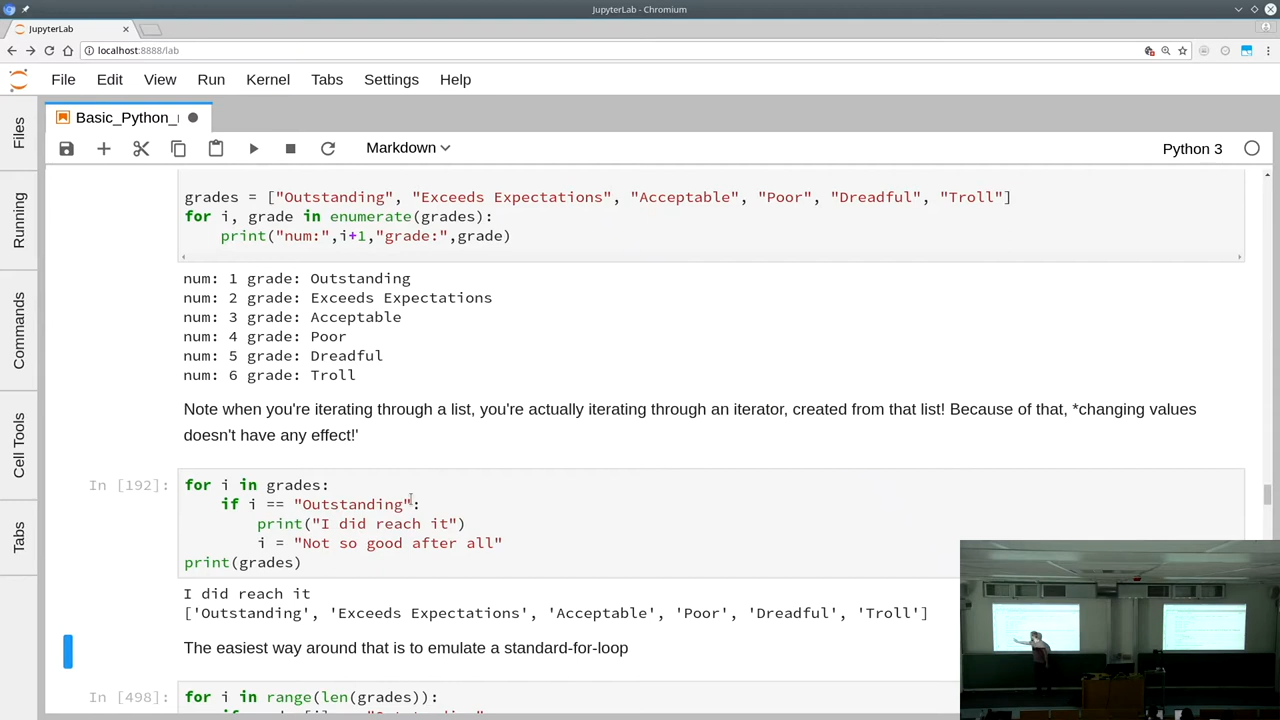 JupyterLab - Chromium
JupyterLab
localhost:8888/lab
File Edit View Run Kernel Tabs Settings Help
Basic_Python_
Markdown
Python 3
Files
Running
Commands
Cell Tools
Tabs
grades = ["Outstanding", "Exceeds Expectations", "Acceptable", "Poor", "Dreadful", "Troll"]
for i, grade in enumerate(grades):
print("num:",i+1,"grade:",grade)
num: 1 grade: Outstanding
num: 2 grade: Exceeds Expectations
num: 3 grade: Acceptable
num: 4 grade: Poor
num: 5 grade: Dreadful
num: 6 grade: Troll
Note when you're iterating through a list, you're actually iterating through an iterator, created from that list! Because of that, *changing values
doesn't have any effect!'
In [192]:
for i in grades:
if i == "Outstanding":
print("I did reach it")
i = "Not so good after all"
print(grades)
I did reach it
['Outstanding', 'Exceeds Expectations', 'Acceptable', 'Poor', 'Dreadful', 'Troll']
The easiest way around that is to emulate a standard-for-loop
In [498]:
for i in range(len(grades)):